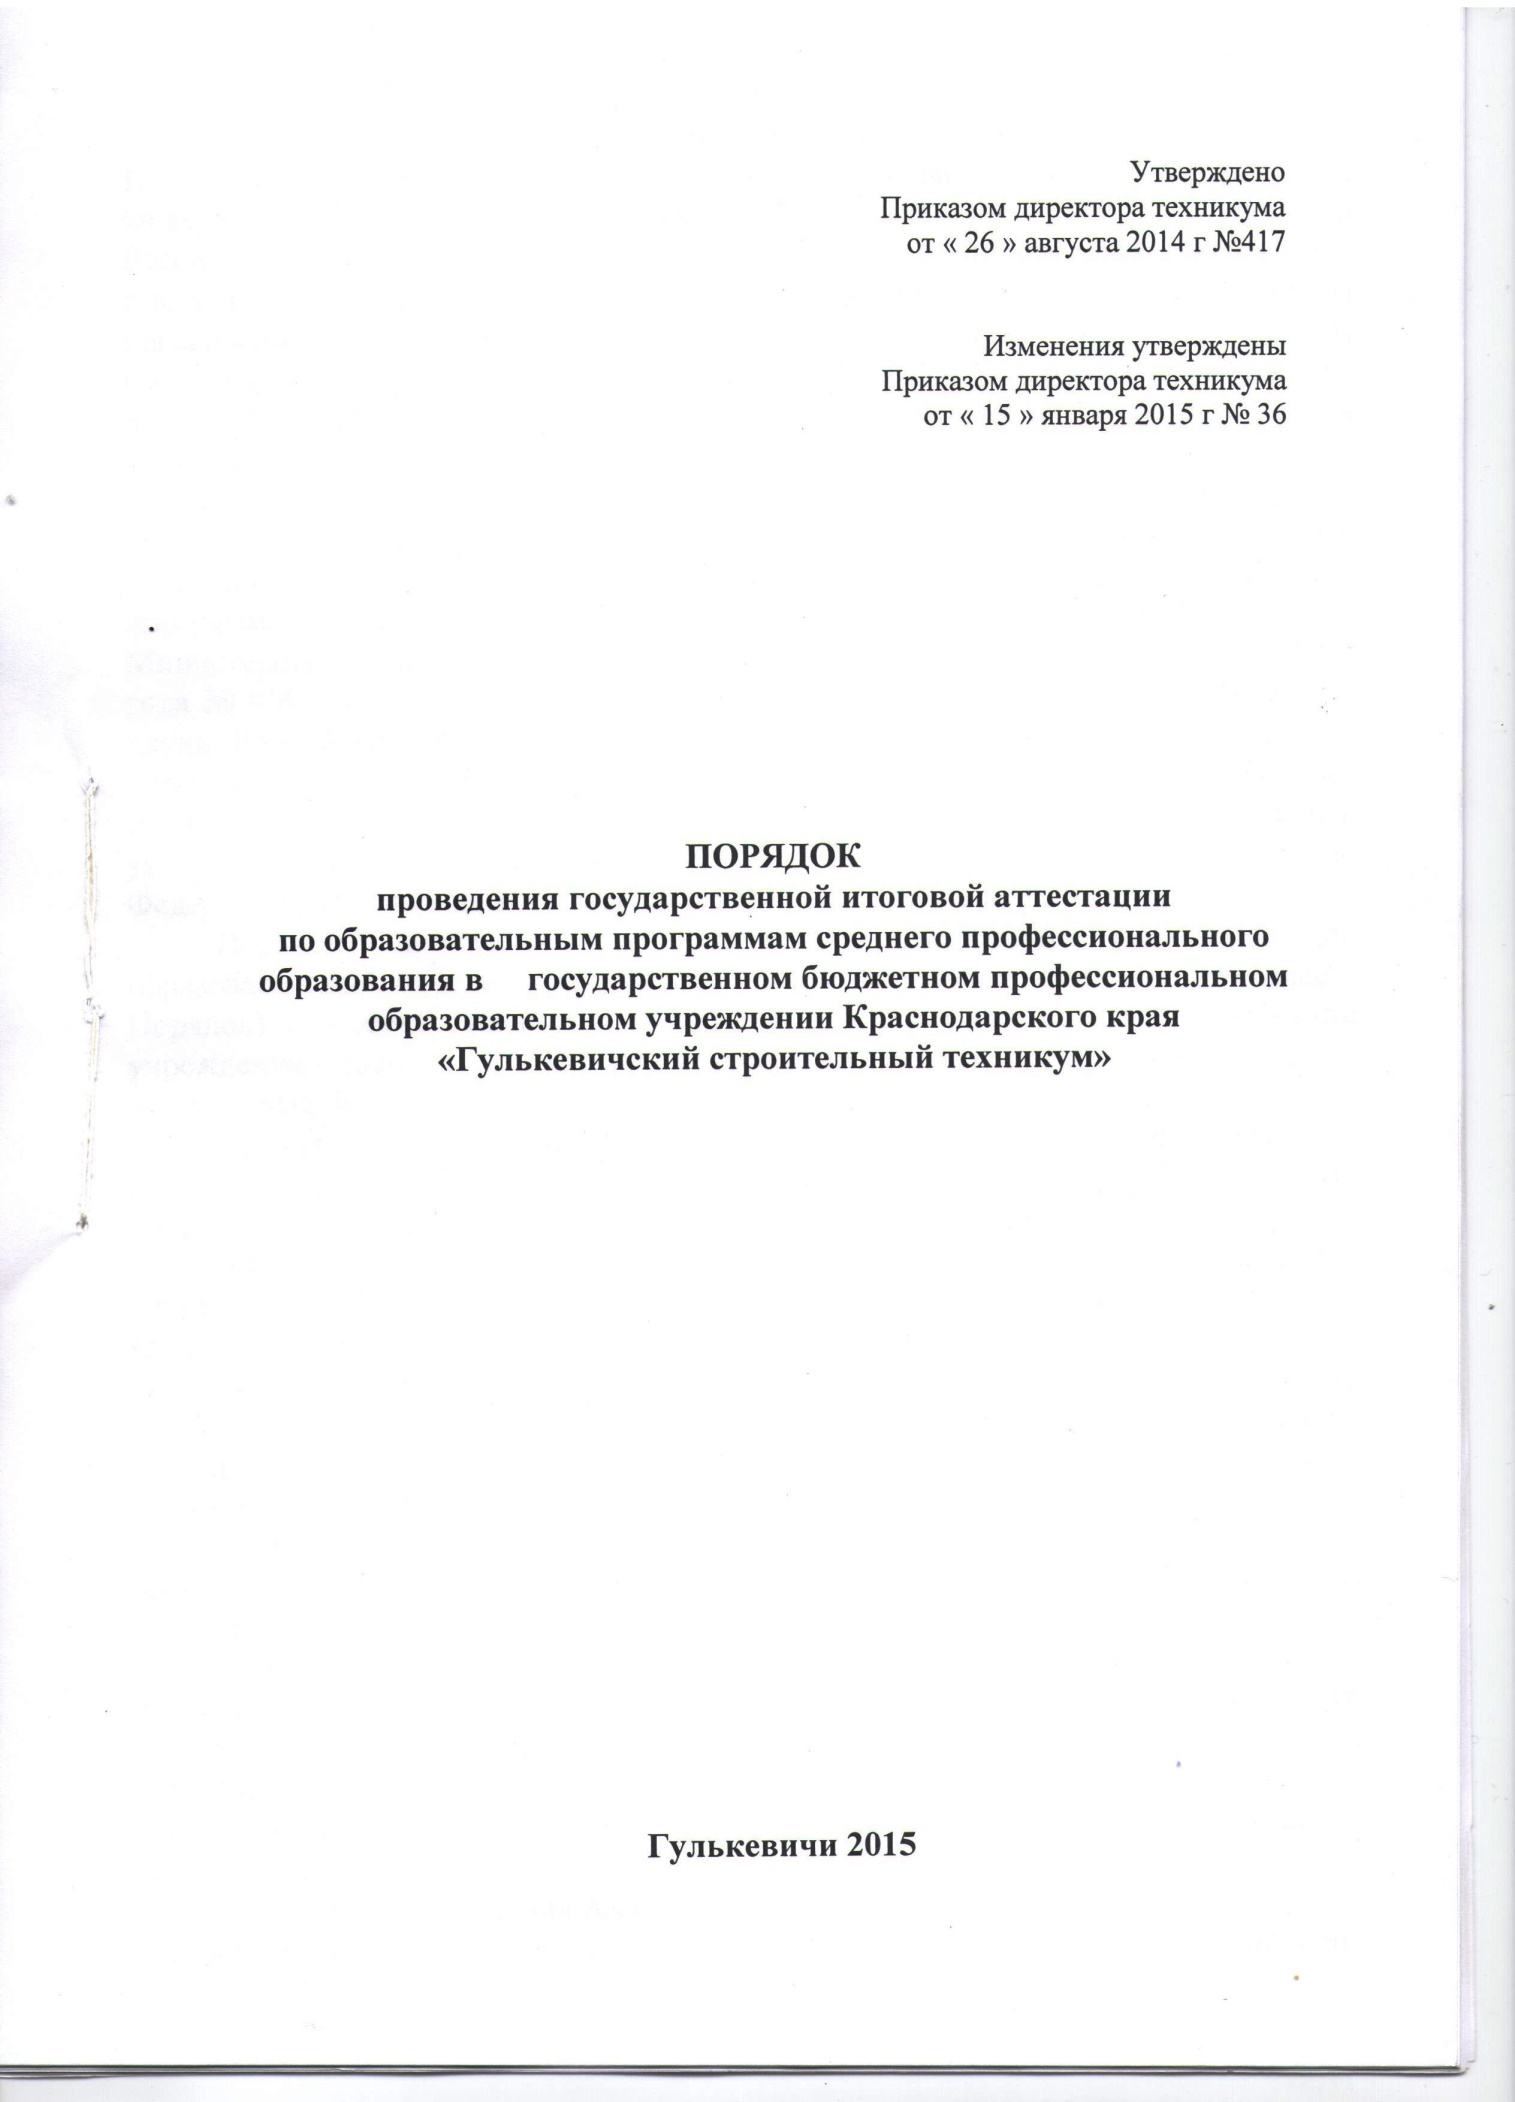 Утверждено
Приказом директора техникума
от « 26 » августа 2014 г №417
Изменения утверждены
Приказом директора техникума
от « 15 » января 2015 г № 36
ПОРЯДОК
проведения государственной итоговой аттестации
по образовательным программам среднего профессионального
образования в государственном бюджетном профессиональном
образовательном учреждении Краснодарского края
«Гулькевичский строительный техникум»
Гулькевичи 2015